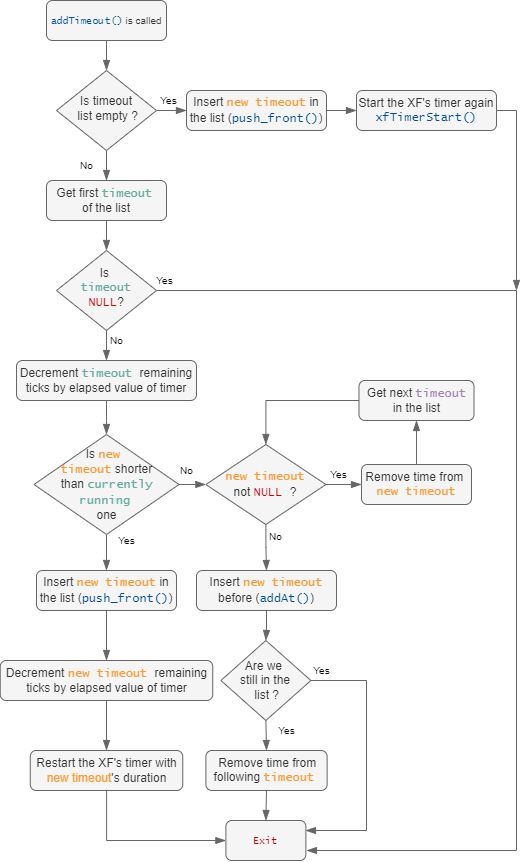 addTimeout() is called
Is timeout
list empty ?
Yes
Insert new timeout in
the list (push_front())
Start the XF's timer again
xfTimerStart()
No
Get first timeout
of the list
Is
timeout
NULL?
Yes
No
Decrement timeout remaining
ticks by elapsed value of timer
Get next timeout
in the list
Is new
timeout shorter
than currently
running
one
No
new timeout
not NULL ?
Yes
Remove time from
new timeout
Yes
No
Insert new timeout in
the list (push_front())
Insert new timeout
before (addAt())
Decrement new timeout remaining
ticks by elapsed value of timer
Are we
still in the
list ?
Yes
Yes
Restart the XF's timer with
new timeout's duration
Remove time from
following timeout
Exit